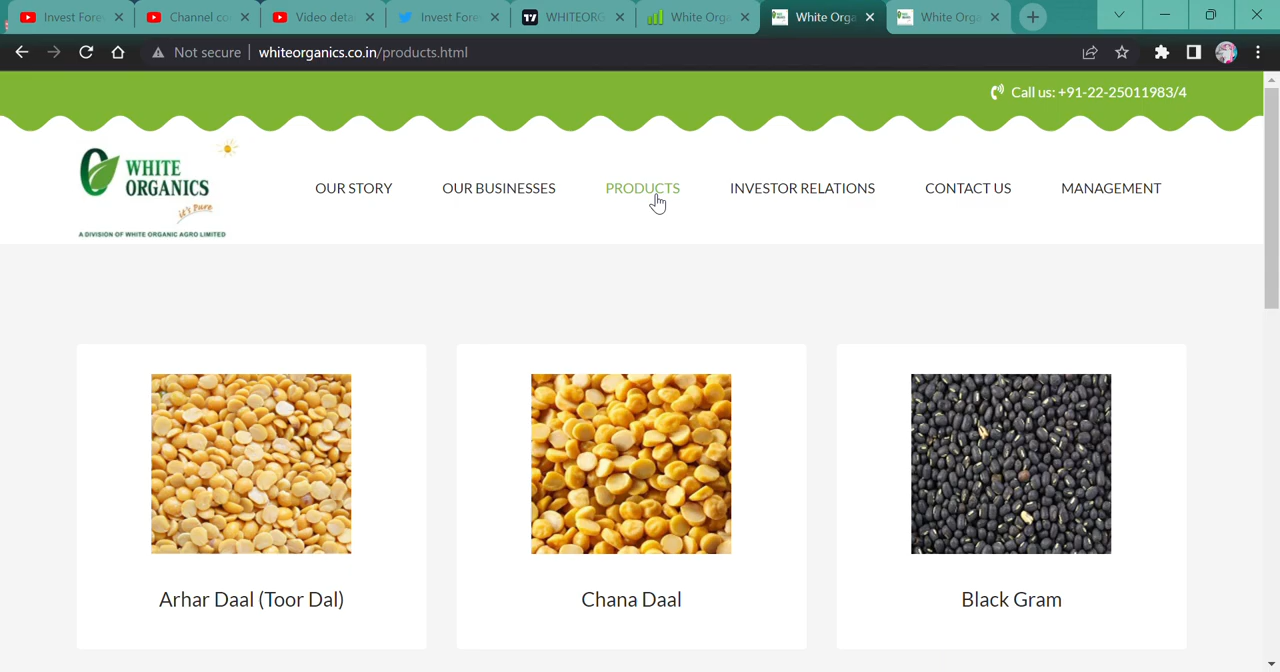 Invest Fore
Channel co
Video deta
Invest Fore
WHITEORG
White Orga
White Orga
White Orga
Not secure
whiteorganics.co.in/products.html
Call us: +91-22-25011983/4
WHITE
ORGANICS
it's Pure
A DIVISION OF WHITE ORGANIC AGRO LIMITED
OUR STORY
OUR BUSINESSES
PRODUCTS
INVESTOR RELATIONS
CONTACT US
MANAGEMENT
Arhar Daal (Toor Dal)
Chana Daal
Black Gram